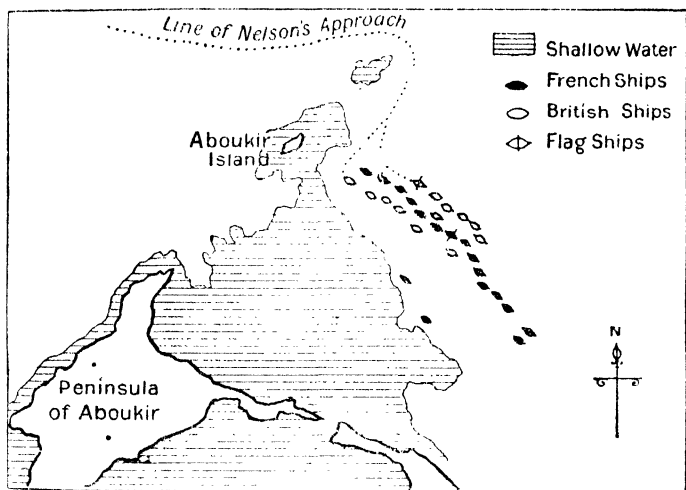 Line of Nelson's Approach
Shallow Water
French Ships
British Ships
Flag Ships
Aboukir
Island
N
Peninsula
of Aboukir